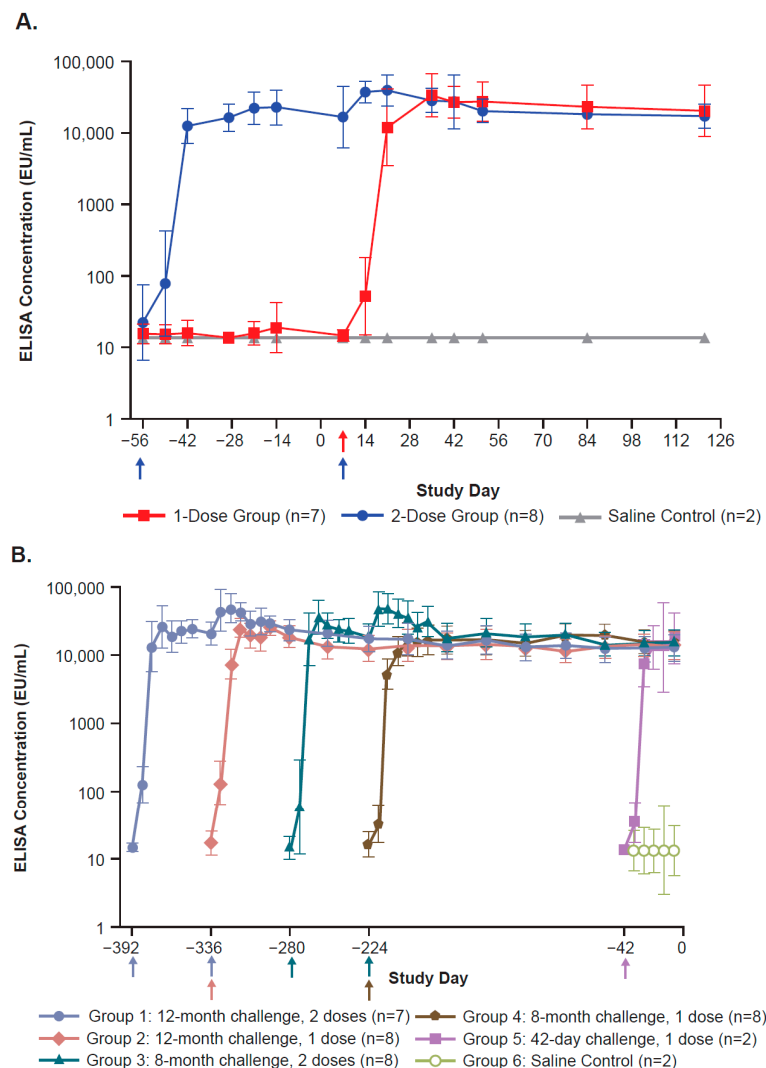 A.
ELISA Concentration (EU/mL)
100,000
10,000
1000
100
10
1
−56 −42 −28 −14 0 14 28 42 56 70 84 98 112 126
Study Day
1-Dose Group (n=7) 2-Dose Group (n=8) Saline Control (n=2)
B.
ELISA Concentration (EU/mL)
100,000
10,000
1000
100
10
1
−392 −336 −280 −224 −42 0
Study Day
Group 1: 12-month challenge, 2 doses (n=7) Group 4: 8-month challenge, 1 dose (n=8)
Group 2: 12-month challenge, 1 dose (n=8) Group 5: 42-day challenge, 1 dose (n=2)
Group 3: 8-month challenge, 2 doses (n=8) Group 6: Saline Control (n=2)